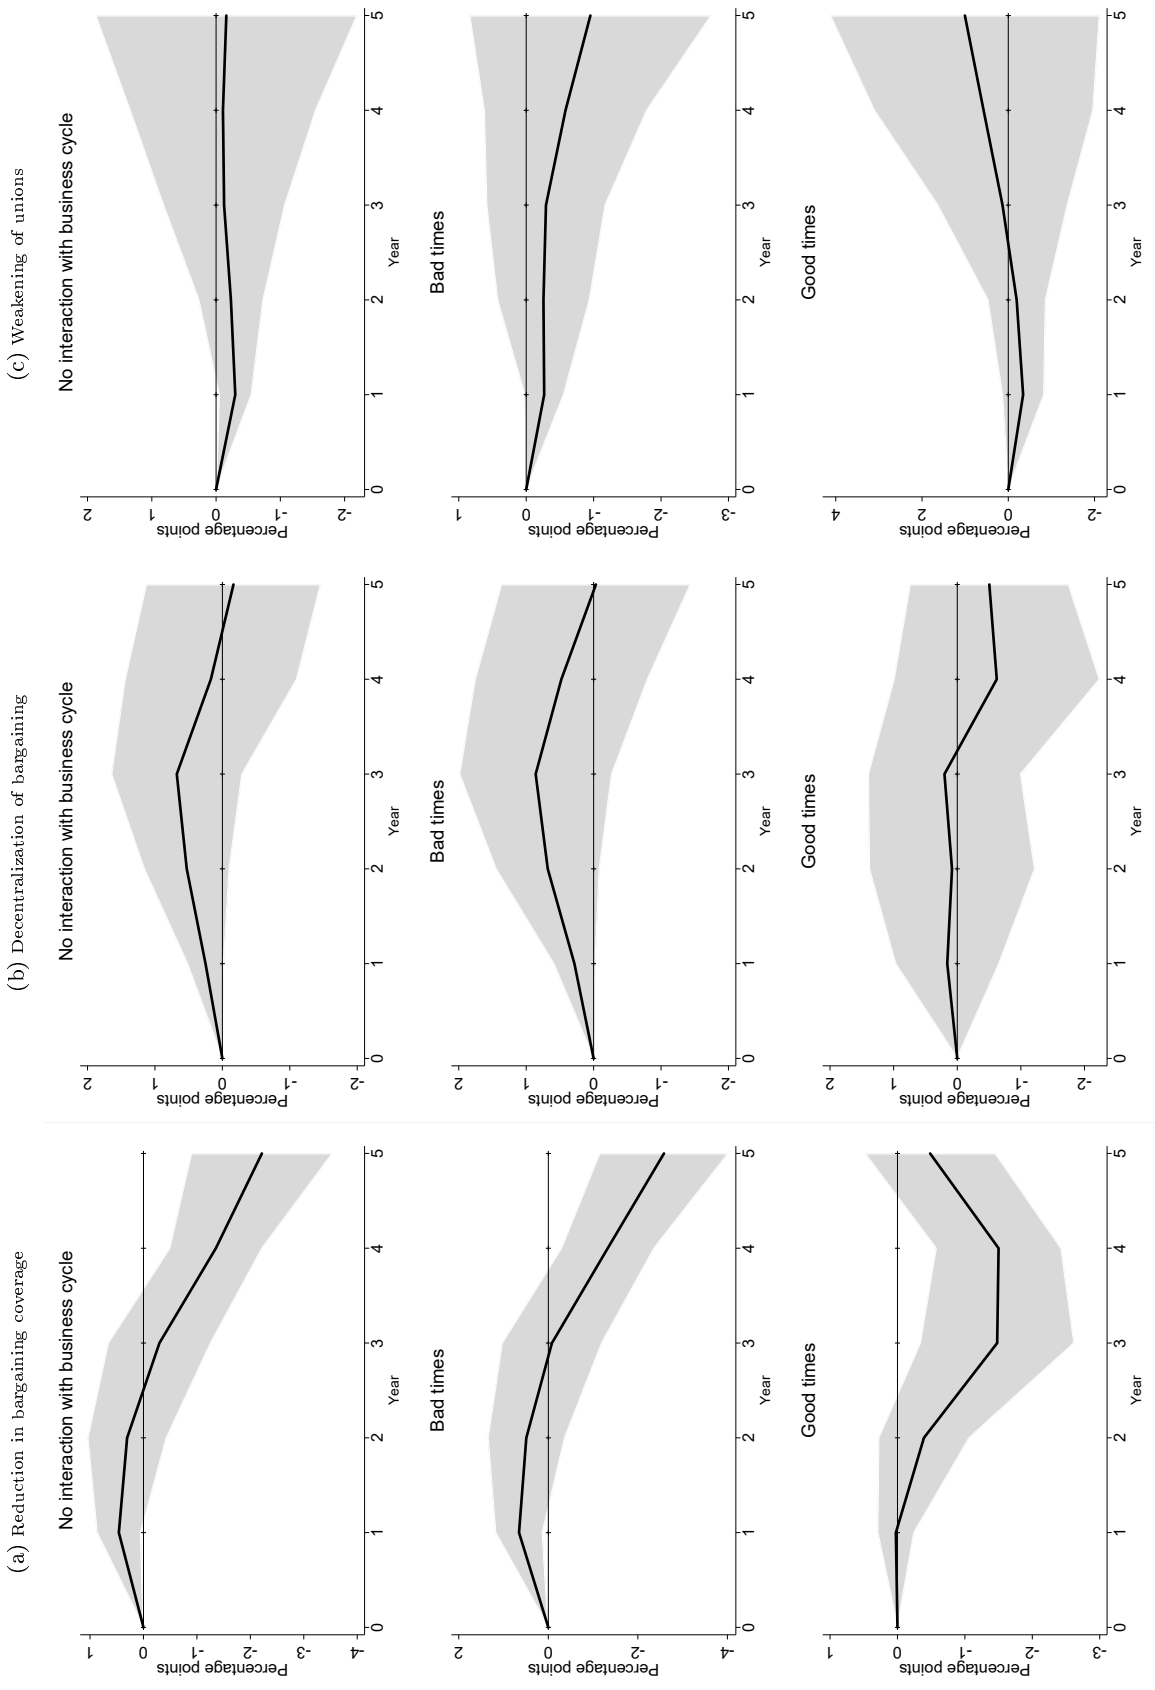 (a) Reduction in bargaining coverage
No interaction with business cycle
Percentage points
1
0
-1
-2
-3
-4
0 1 2 3 4 5
Year
Bad times
Percentage points
2
0
-2
-4
0 1 2 3 4 5
Year
Good times
Percentage points
1
0
-1
-2
-3
0 1 2 3 4 5
Year
(b) Decentralization of bargaining
No interaction with business cycle
Percentage points
2
1
0
-1
-2
0 1 2 3 4 5
Year
Bad times
Percentage points
2
1
0
-1
-2
0 1 2 3 4 5
Year
Good times
Percentage points
2
1
0
-1
-2
0 1 2 3 4 5
Year
(c) Weakening of unions
No interaction with business cycle
Percentage points
2
1
0
-1
-2
0 1 2 3 4 5
Year
Bad times
Percentage points
1
0
-1
-2
-3
0 1 2 3 4 5
Year
Good times
Percentage points
4
2
0
-2
0 1 2 3 4 5
Year